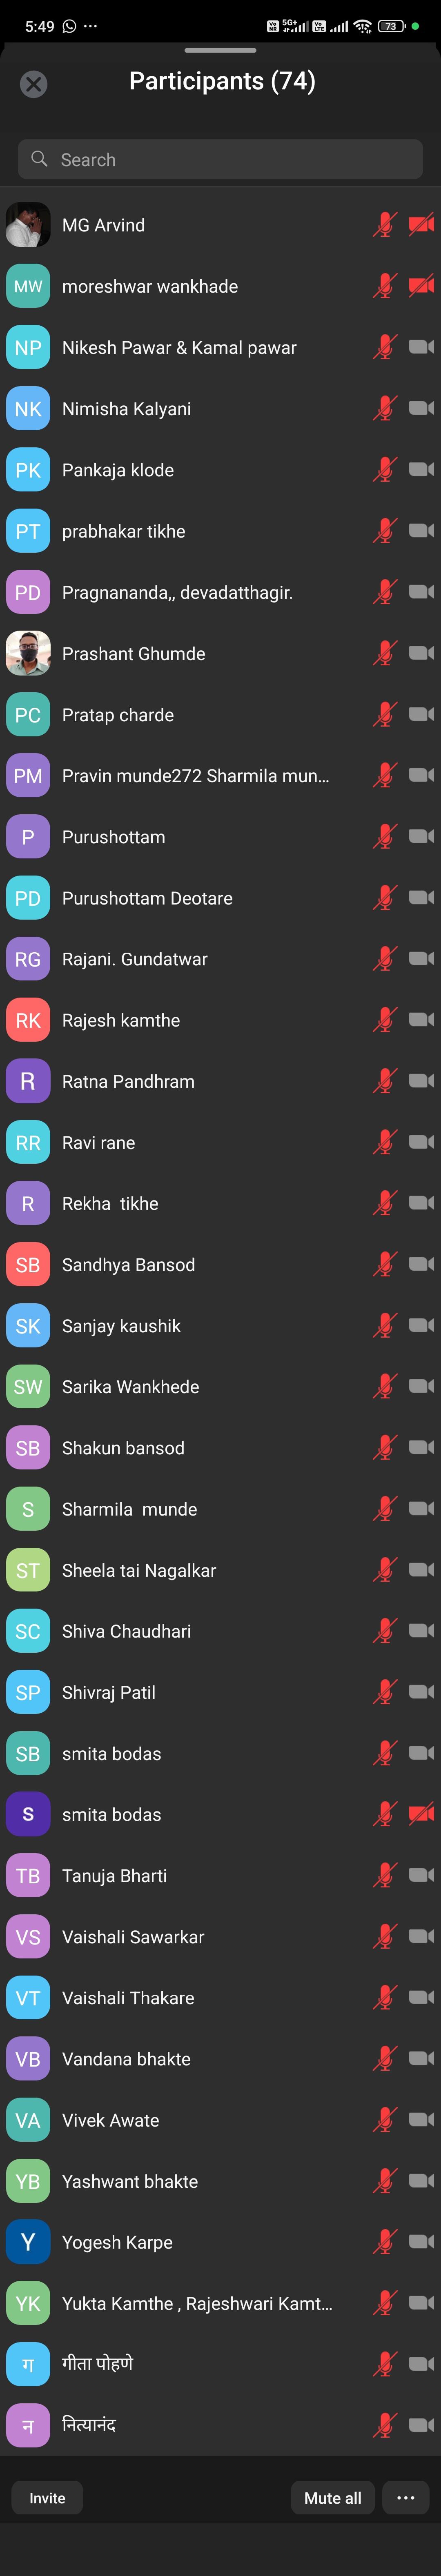 5:49
Vo 5G 5G+ Vo LTE 73
Participants (74)
Search
MG Arvind
MW moreshwar wankhade
NP Nikesh Pawar & Kamal pawar
NK Nimisha Kalyani
PK Pankaja klode
PT prabhakar tikhe
PD Pragnananda,, devadatthagir.
Prashant Ghumde
PC Pratap charde
PM Pravin munde272 Sharmila mun...
P Purushottam
PD Purushottam Deotare
RG Rajani. Gundatwar
RK Rajesh kamthe
R Ratna Pandhram
RR Ravi rane
R Rekha  tikhe
SB Sandhya Bansod
SK Sanjay kaushik
SW Sarika Wankhede
SB Shakun bansod
S Sharmila  munde
ST Sheela tai Nagalkar
SC Shiva Chaudhari
SP Shivraj Patil
SB smita bodas
S smita bodas
TB Tanuja Bharti
VS Vaishali Sawarkar
VT Vaishali Thakare
VB Vandana bhakte
VA Vivek Awate
YB Yashwant bhakte
Y Yogesh Karpe
YK Yukta Kamthe , Rajeshwari Kamt...
ग गीता पोहणे
न नित्यानंद
Invite Mute all